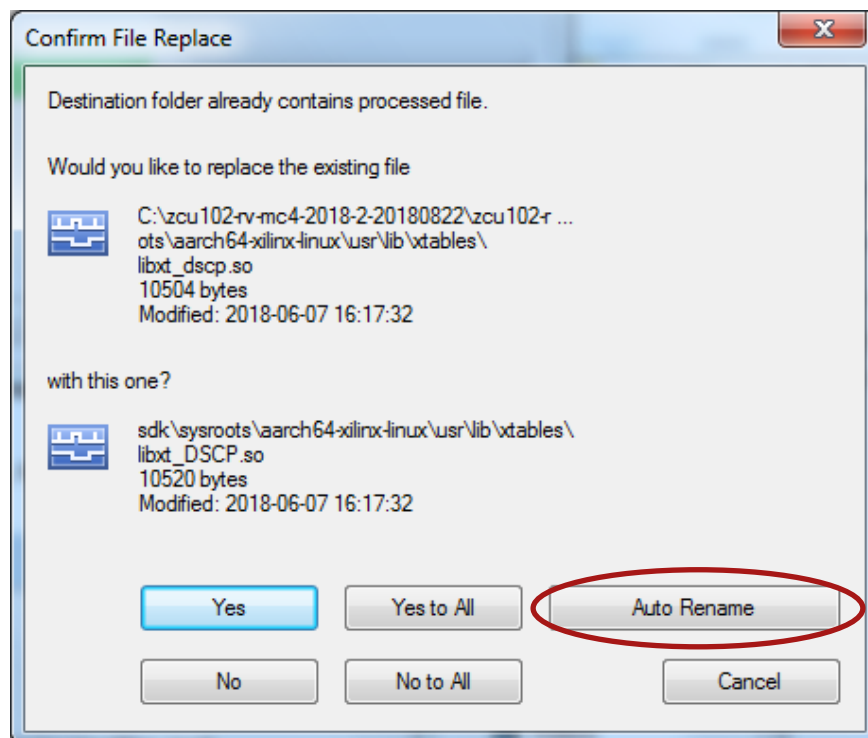 Confirm File Replace
Destination folder already contains processed file.
Would you like to replace the existing file
C:\zcu102-rv-mc4-2018-2-20180822\zcu102-r ...
ots\aarch64-xilinx-linux\usr\lib\xtables\
libxt_dscp.so
10504 bytes
Modified: 2018-06-07 16:17:32
with this one?
sdk\sysroots\aarch64-xilinx-linux\usr\lib\xtables\
libxt_DSCP.so
10520 bytes
Modified: 2018-06-07 16:17:32
Yes
Yes to All
Auto Rename
No
No to All
Cancel